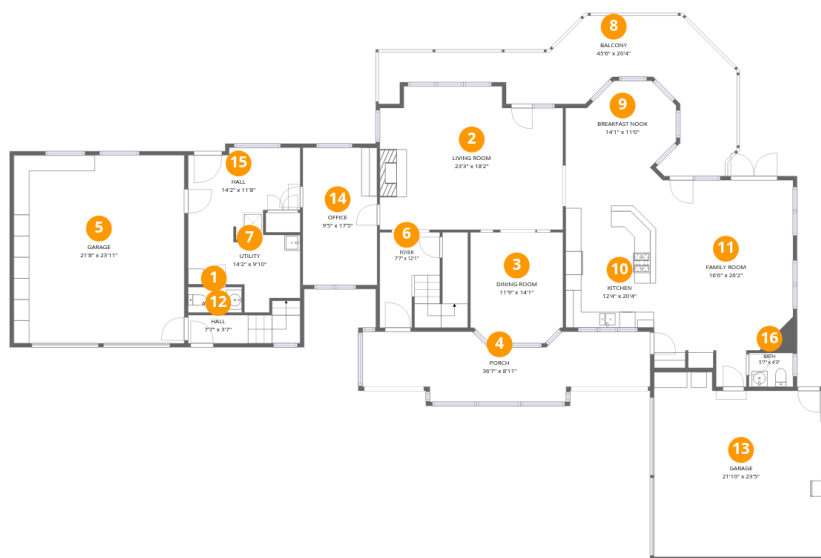 8
BALCONY
45'6" x 20'4"
9
BREAKFAST NOOK
14'1" x 11'0"
2
LIVING ROOM
23'3" x 18'2"
15
HALL
14'2" x 11'8"
14
OFFICE
9'5" x 17'5"
5
GARAGE
21'8" x 23'11"
7
UTILITY
14'2" x 9'10"
6
FOYER
7'7" x 12'1"
3
DINING ROOM
11'9" x 14'1"
10
KITCHEN
12'4" x 20'4"
11
FAMILY ROOM
16'6" x 26'2"
1
12
HALL
7'7" x 3'7"
4
PORCH
36'7" x 8'11"
16
BATH
5'7" x 6'3"
13
GARAGE
21'10" x 23'5"